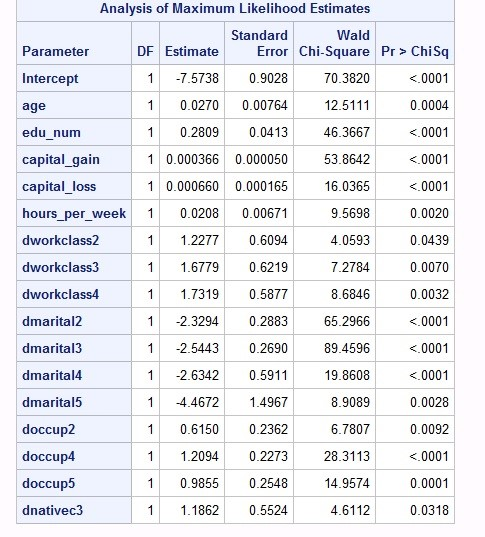 Analysis of Maximum Likelihood Estimates
Parameter DF Estimate Standard Error Wald Chi-Square Pr > ChiSq
Intercept 1 -7.5738 0.9028 70.3820 <.0001
age 1 0.0270 0.00764 12.5111 0.0004
edu_num 1 0.2809 0.0413 46.3667 <.0001
capital_gain 1 0.000366 0.000050 53.8642 <.0001
capital_loss 1 0.000660 0.000165 16.0365 <.0001
hours_per_week 1 0.0208 0.00671 9.5698 0.0020
dworkclass2 1 1.2277 0.6094 4.0593 0.0439
dworkclass3 1 1.6779 0.6219 7.2784 0.0070
dworkclass4 1 1.7319 0.5877 8.6846 0.0032
dmarital2 1 -2.3294 0.2883 65.2966 <.0001
dmarital3 1 -2.5443 0.2690 89.4596 <.0001
dmarital4 1 -2.6342 0.5911 19.8608 <.0001
dmarital5 1 -4.4672 1.4967 8.9089 0.0028
doccup2 1 0.6150 0.2362 6.7807 0.0092
doccup4 1 1.2094 0.2273 28.3113 <.0001
doccup5 1 0.9855 0.2548 14.9574 0.0001
dnativec3 1 1.1862 0.5524 4.6112 0.0318